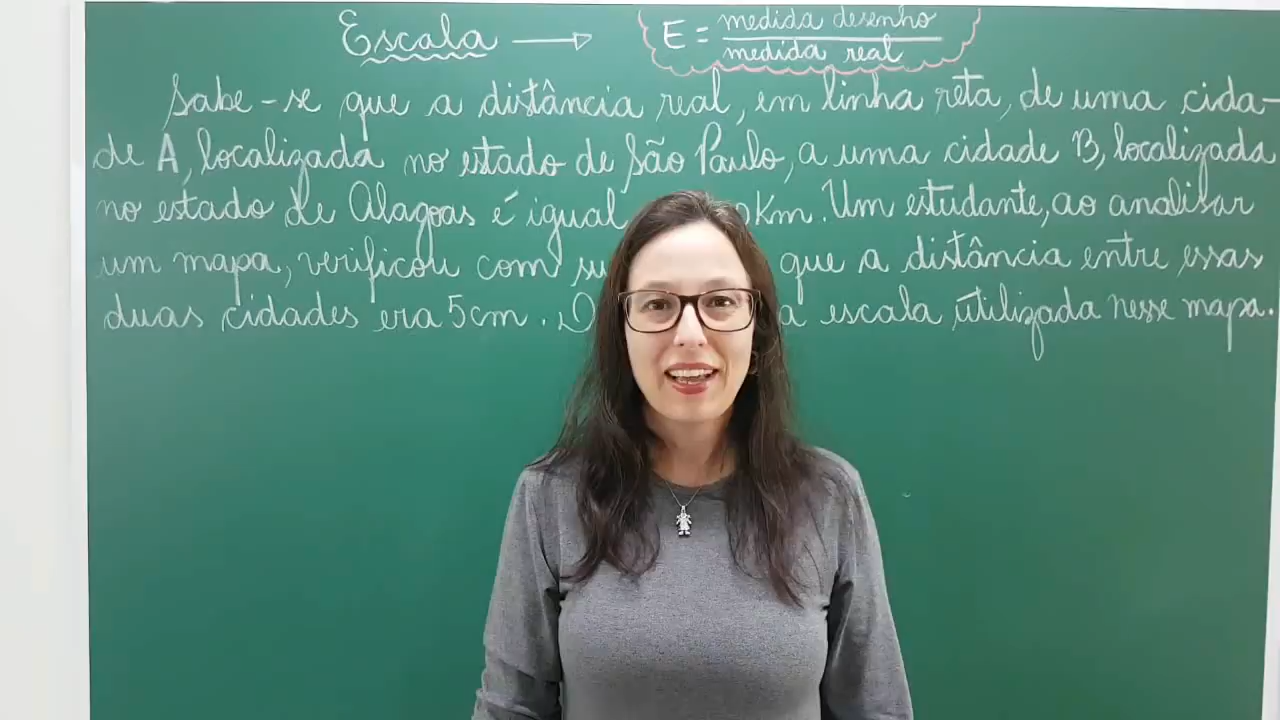 Escala → E = medida desenho / medida real
Sabe-se que a distância real, em linha reta, de uma cida-
de A, localizada no estado de São Paulo, a uma cidade B, localizada
no estado de Alagoas é igual 0Km. Um estudante, ao analisar
um mapa, verificou com su que a distância entre essas
duas cidades era 5cm. D a escala utilizada nesse mapa.